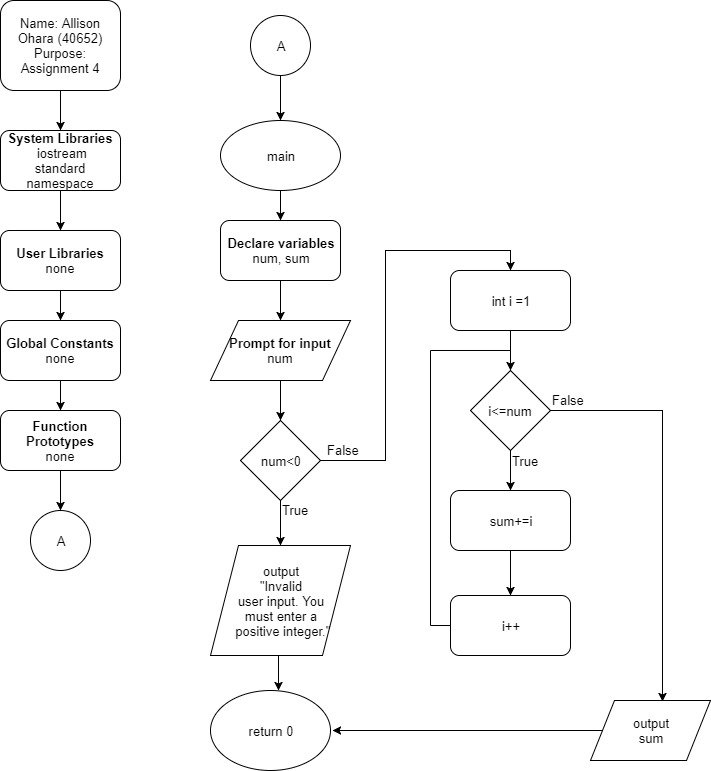 Name: Allison
Ohara (40652)
Purpose:
Assignment 4
System Libraries
iostream
standard
namespace
User Libraries
none
Global Constants
none
Function
Prototypes
none
A
A
main
Declare variables
num, sum
Prompt for input
num
num<0
False
True
output
"Invalid
user input. You
must enter a
positive integer."
return 0
int i =1
i<=num
False
True
sum+=i
i++
output
sum